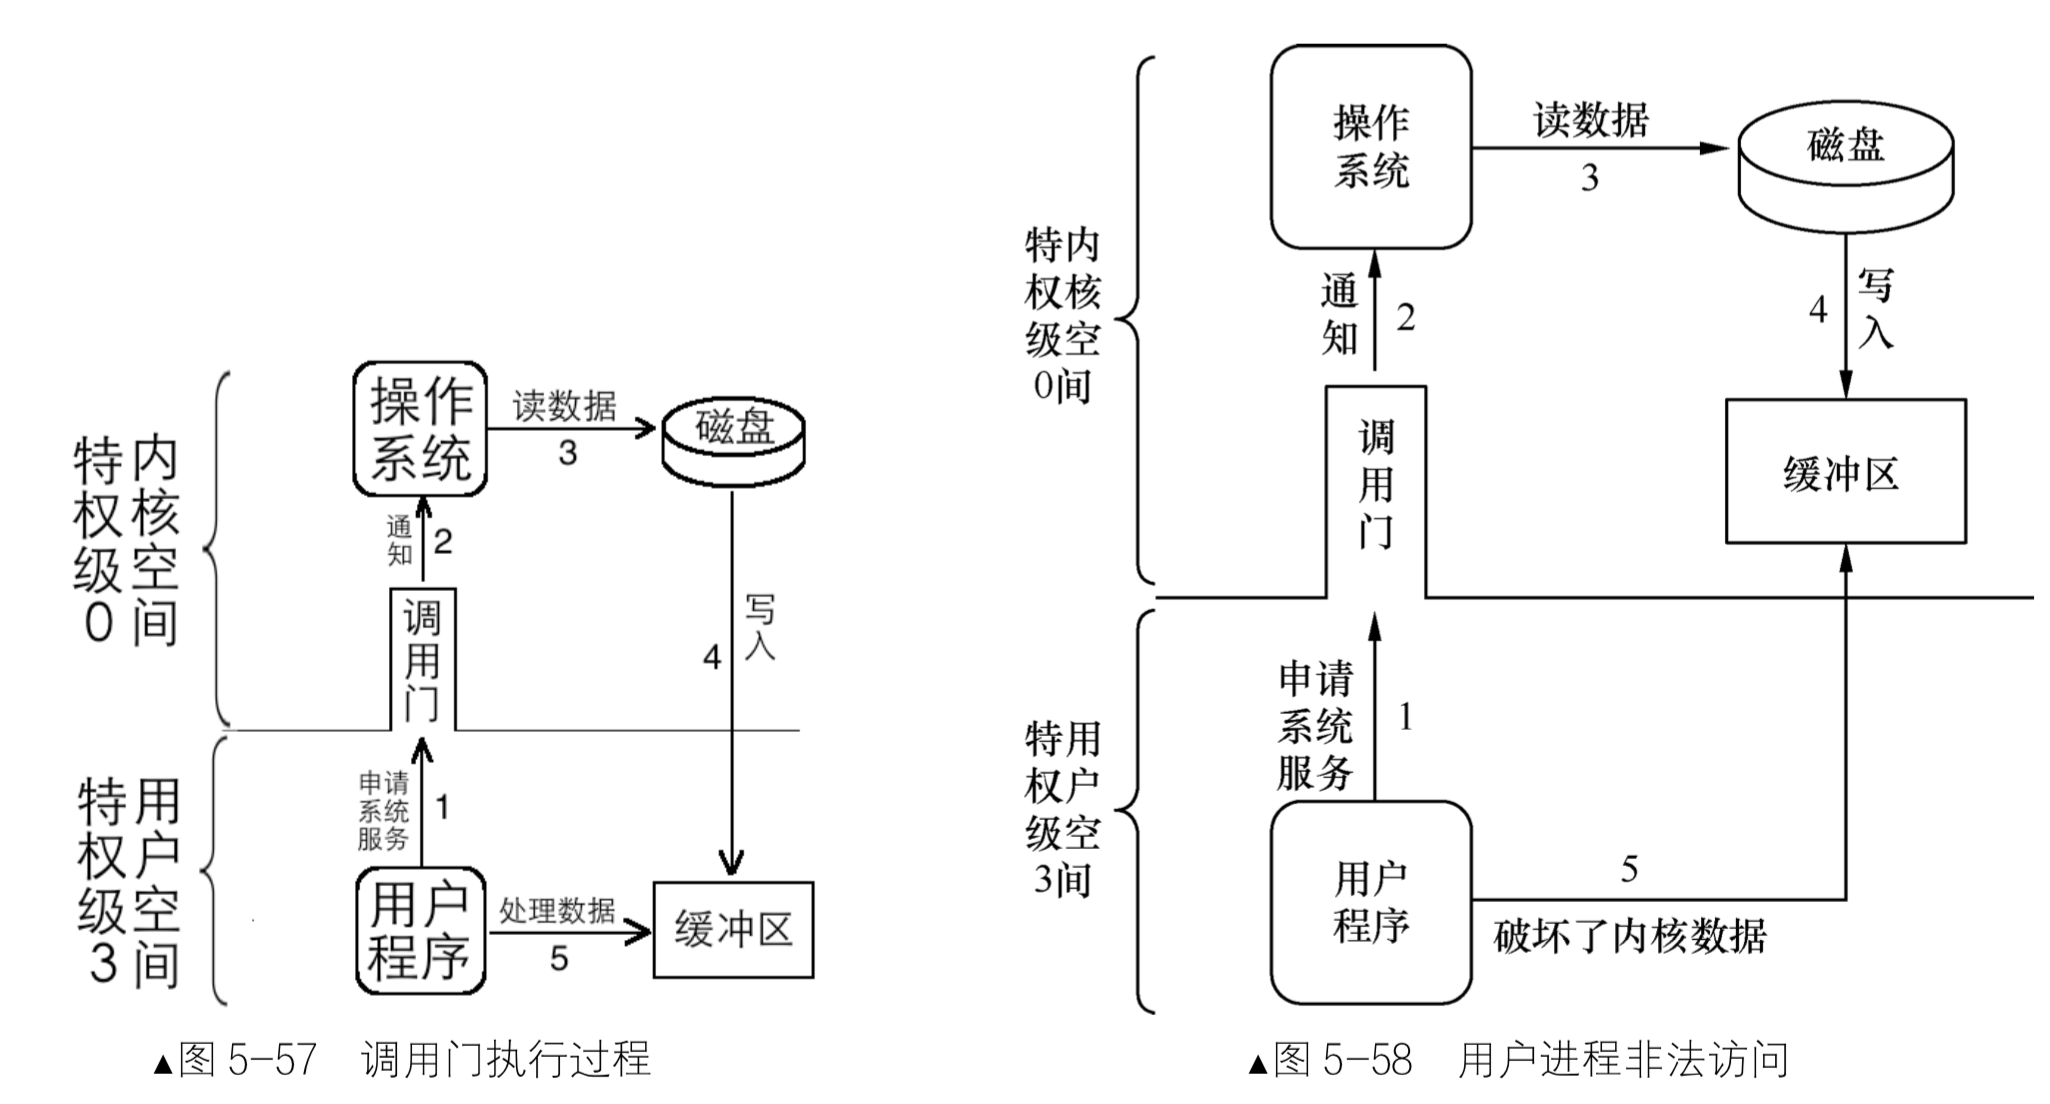 操作
系统
读数据
3
磁盘
通
知
2
特内
权核
级空
0间
调
用
门
4
写
入
申请
系统
服务
1
特用
权户
级空
3间
用户
程序
处理数据
5
缓冲区
▲图 5-57 调用门执行过程
操作
系统
读数据
3
磁盘
特内
权核
级空
0间
通
知
2
4
写
入
调
用
门
缓冲区
申请
系统
服务
1
特用
权户
级空
3间
用户
程序
5
破坏了内核数据
▲图 5-58 用户进程非法访问